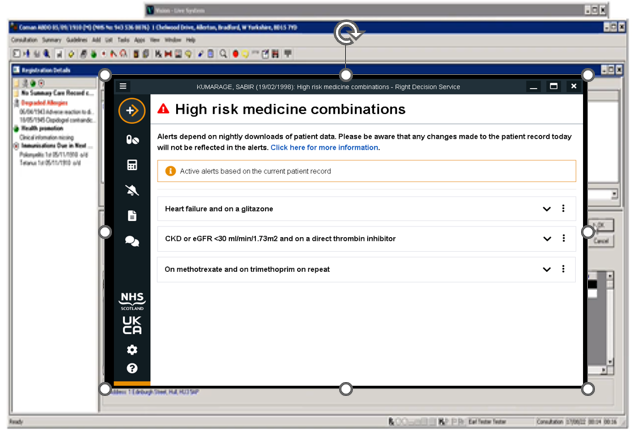 Vision - Live System
Coman ABDO 03/09/1910 (M) (NHS No: 943 536 8876) 1 Chelwood Drive, Allerton, Bradford, W Yorkshire, BD15 7YD
Consultation Summary Guidelines Add List Tasks Apps View Window Help
Registration Details
No Summary Care Record c...
Degraded Allergies
06/04/1943 Adverse reaction to d...
18/05/1945 Clopidogrel contraindic...
Health promotion
Clinical information missing
Immunisations Due in Next ...
Poliomyelitis 1st 05/11/1910 o/d
Tetanus 1st 05/11/1910 o/d
KUMARAGE, SABIR (19/02/1998): High risk medicine combinations - Right Decision Service
High risk medicine combinations
Alerts depend on nightly downloads of patient data. Please be aware that any changes made to the patient record today
will not be reflected in the alerts. Click here for more information.
Active alerts based on the current patient record
Heart failure and on a glitazone
CKD or eGFR <30 ml/min/1.73m2 and on a direct thrombin inhibitor
On methotrexate and on trimethoprim on repeat
NHS
SCOTLAND
UK
CA
OK
Cancel
Address: 1 Edinburgh Street, Hull, HU3 5AP
Ready
Earl Tester Tester
Consultation 17/08/22 00:14 00:16